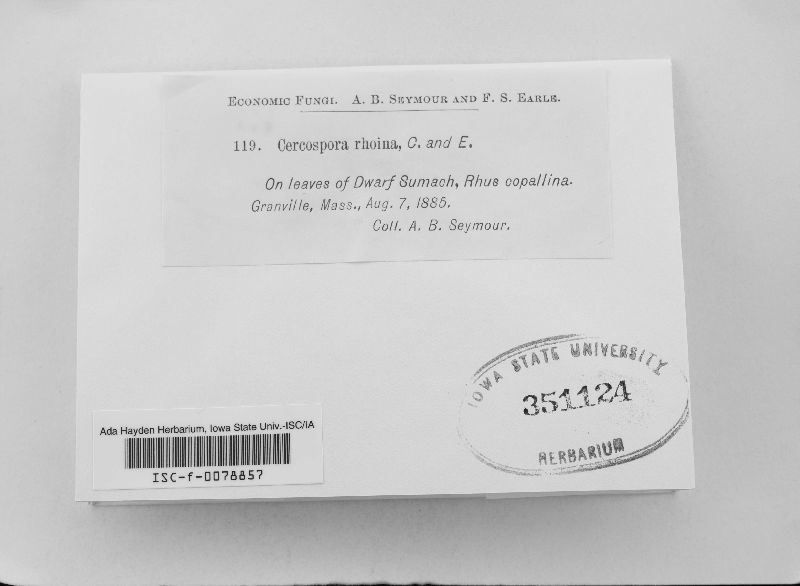 ECONOMIC FUNGI. A. B. SEYMOUR AND F. S. EARLE.
119. Cercospora rhoina, C. and E.
On leaves of Dwarf Sumach, Rhus copallina.
Granville, Mass., Aug. 7, 1885.
Coll. A. B. Seymour.
IOWA STATE UNIVERSITY
351124
HERBARIUM
Ada Hayden Herbarium, Iowa State Univ.-ISC/IA
ISC-f-0078857